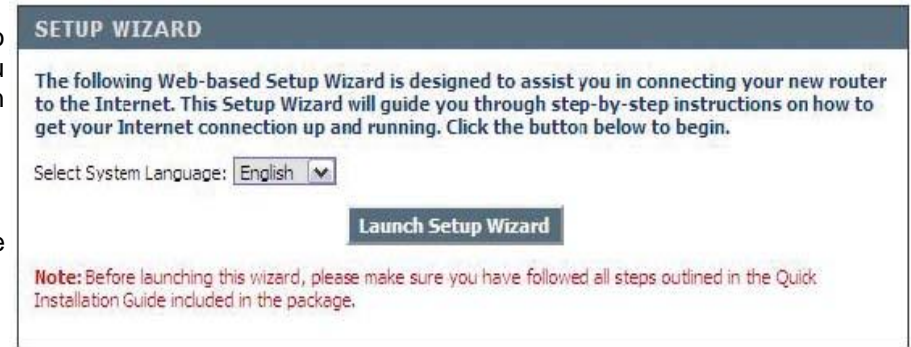 SETUP WIZARD
The following Web-based Setup Wizard is designed to assist you in connecting your new router
to the Internet. This Setup Wizard will guide you through step-by-step instructions on how to
get your Internet connection up and running. Click the button below to begin.
Select System Language: English
Launch Setup Wizard
Note: Before launching this wizard, please make sure you have followed all steps outlined in the Quick
Installation Guide included in the package.